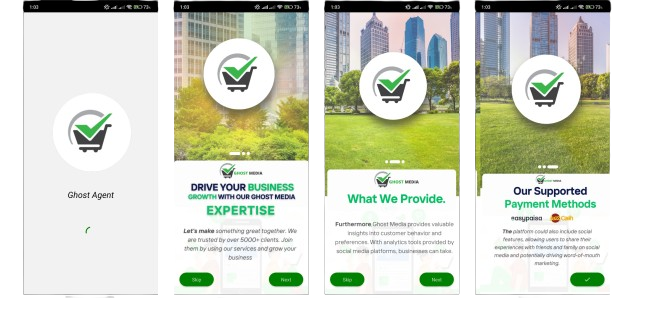 1:03
73%
Ghost Agent
1:03
73%
GHOST MEDIA
DRIVE YOUR BUSINESS
GROWTH WITH OUR GHOST MEDIA
EXPERTISE
Let's make something great together. We
are trusted by over 5000+ clients. Join
them by using our services and grow your
business
Skip
Next
1:03
73%
GHOST MEDIA
What We Provide.
Furthermore,Ghost Media provides valuable
insights into customer behavior and
preferences. With analytics tools provided by
social media platforms, businesses can take.
Skip
Next
1:03
73%
GHOST MEDIA
Our Supported
Payment Methods
easypaisa
Cash
The platform could also include social
features, allowing users to share their
experiences with friends and family on social
media and potentially driving word-of-mouth
marketing.